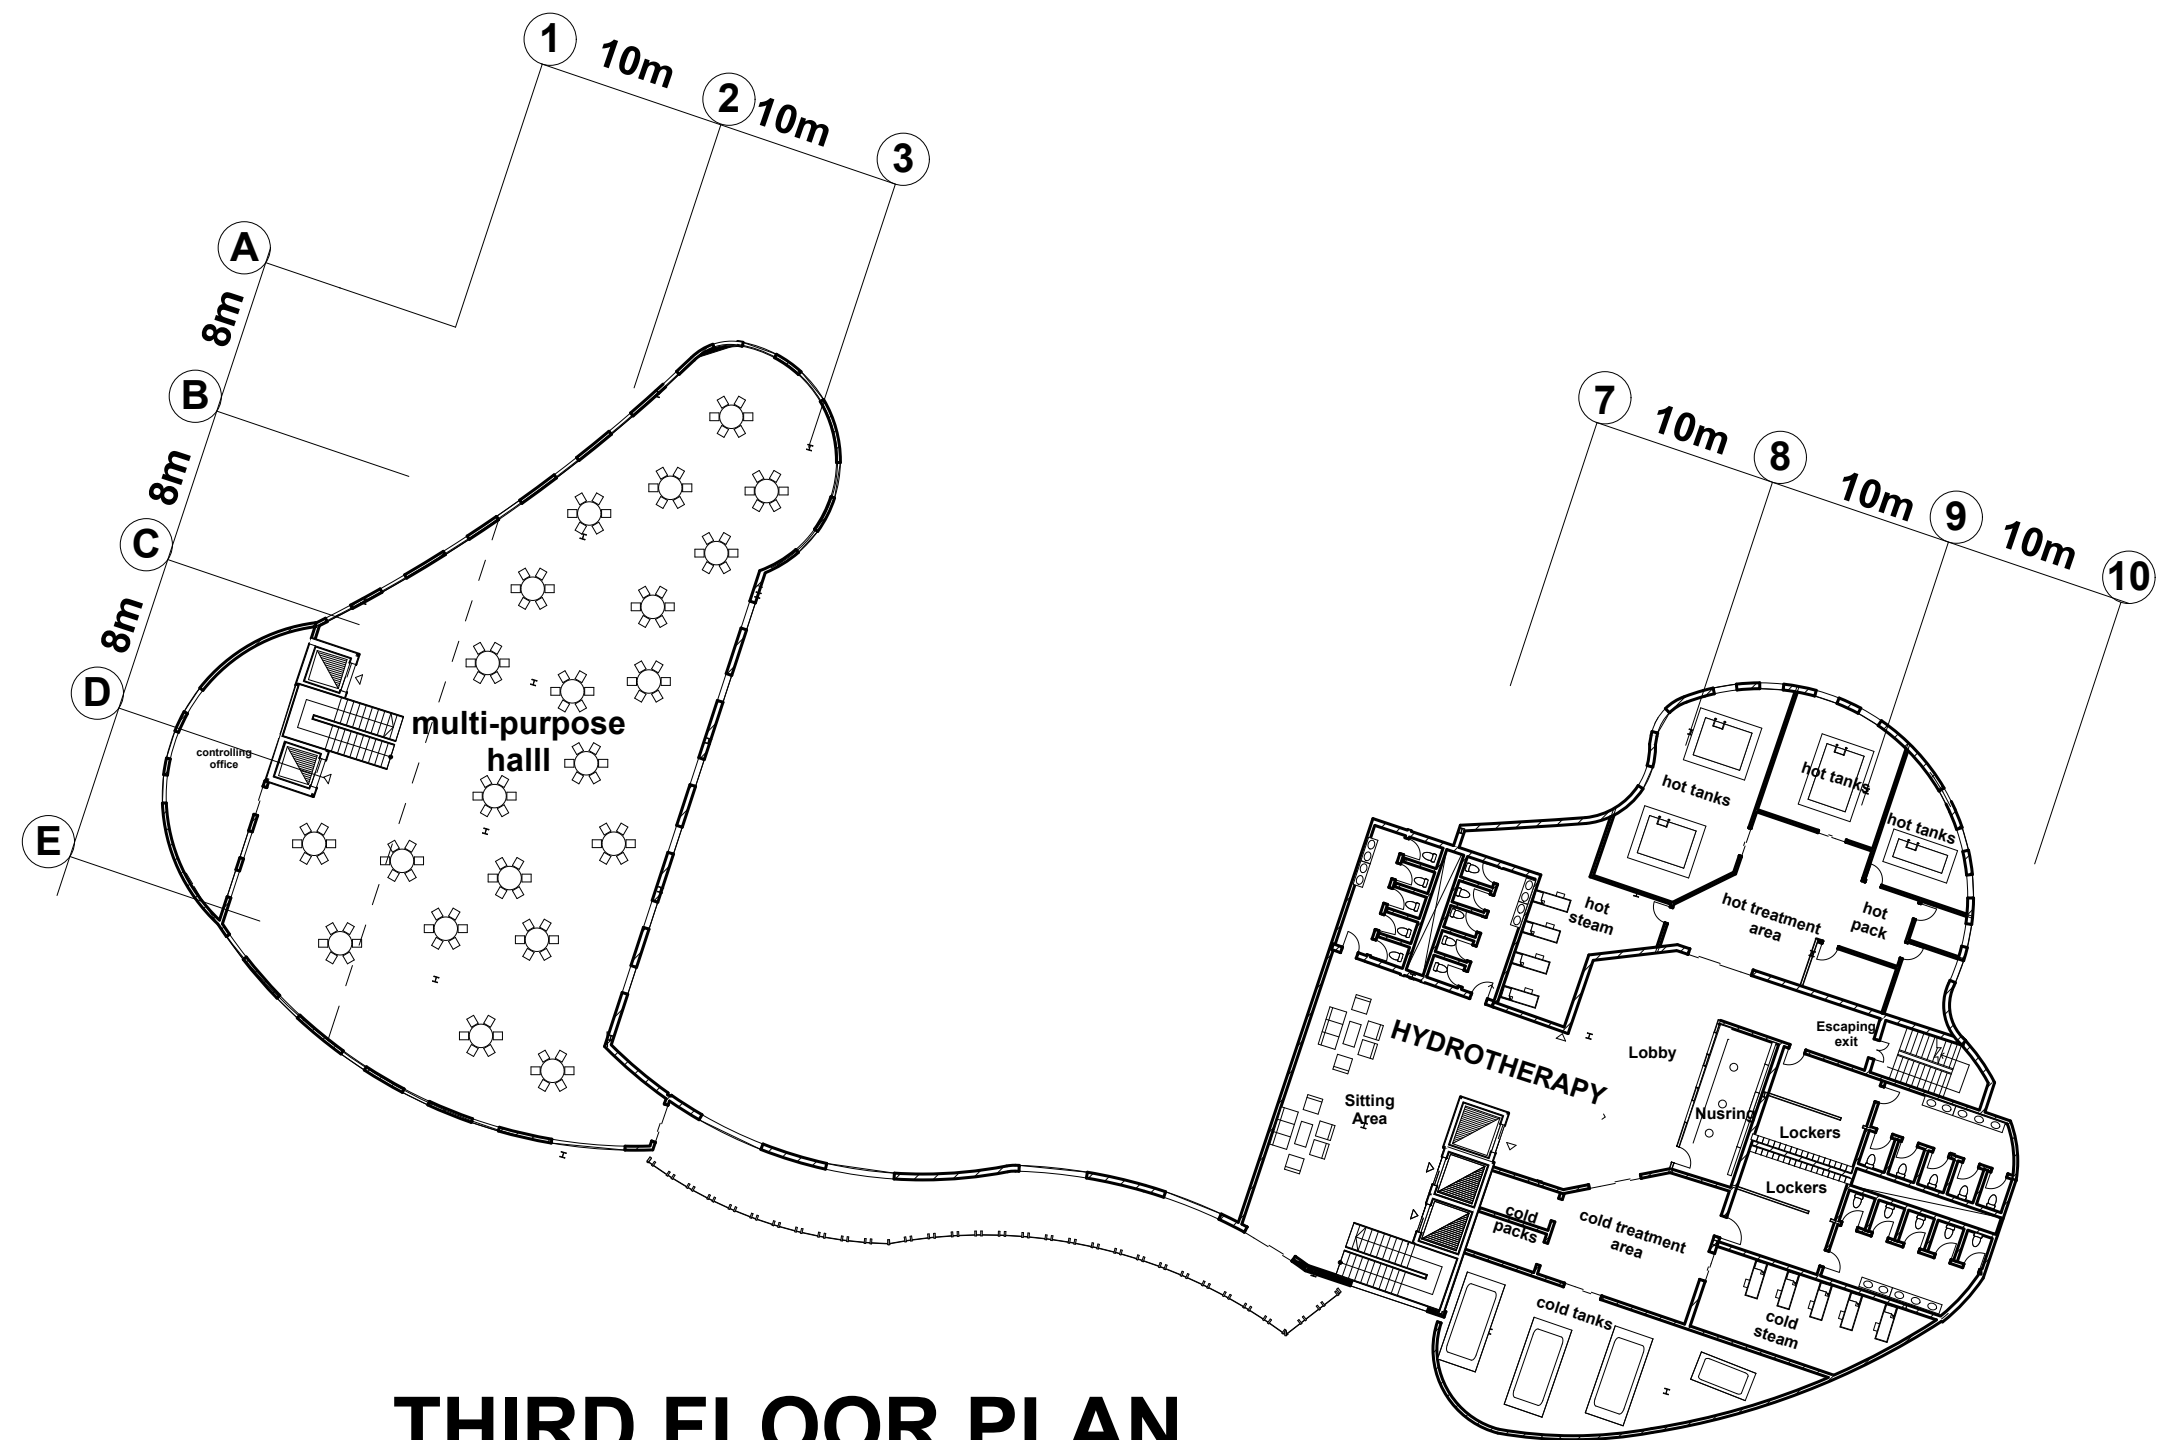 1
10m
2
10m
3
A
8m
B
8m
C
8m
D
E
multi-purpose
halll
controlling
office
7
10m
8
10m
9
10m
10
hot tanks
hot tanks
hot tanks
hot
steam
hot treatment
area
hot
pack
HYDROTHERAPY
Lobby
Escaping
exit
Sitting
Area
Nusring
Lockers
Lockers
cold
packs
cold treatment
area
cold tanks
cold
steam
THIRD FLOOR PLAN